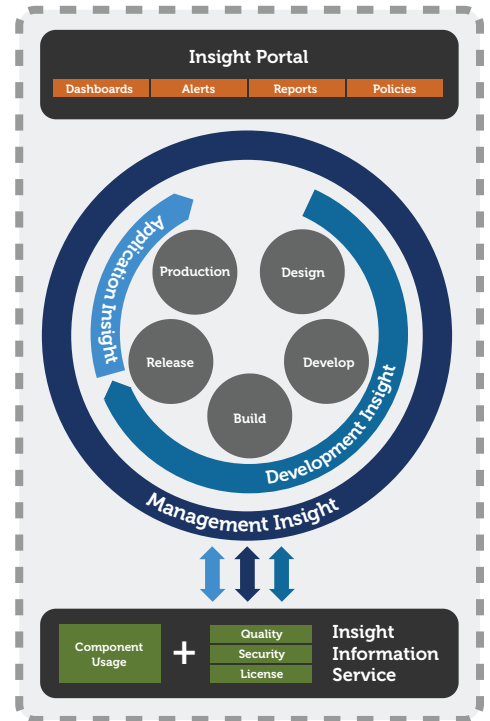 Insight Portal
Dashboards
Alerts
Reports
Policies
Application Insight
Production
Design
Release
Develop
Build
Development Insight
Management Insight
Component
Usage
+
Quality
Security
License
Insight
Information
Service